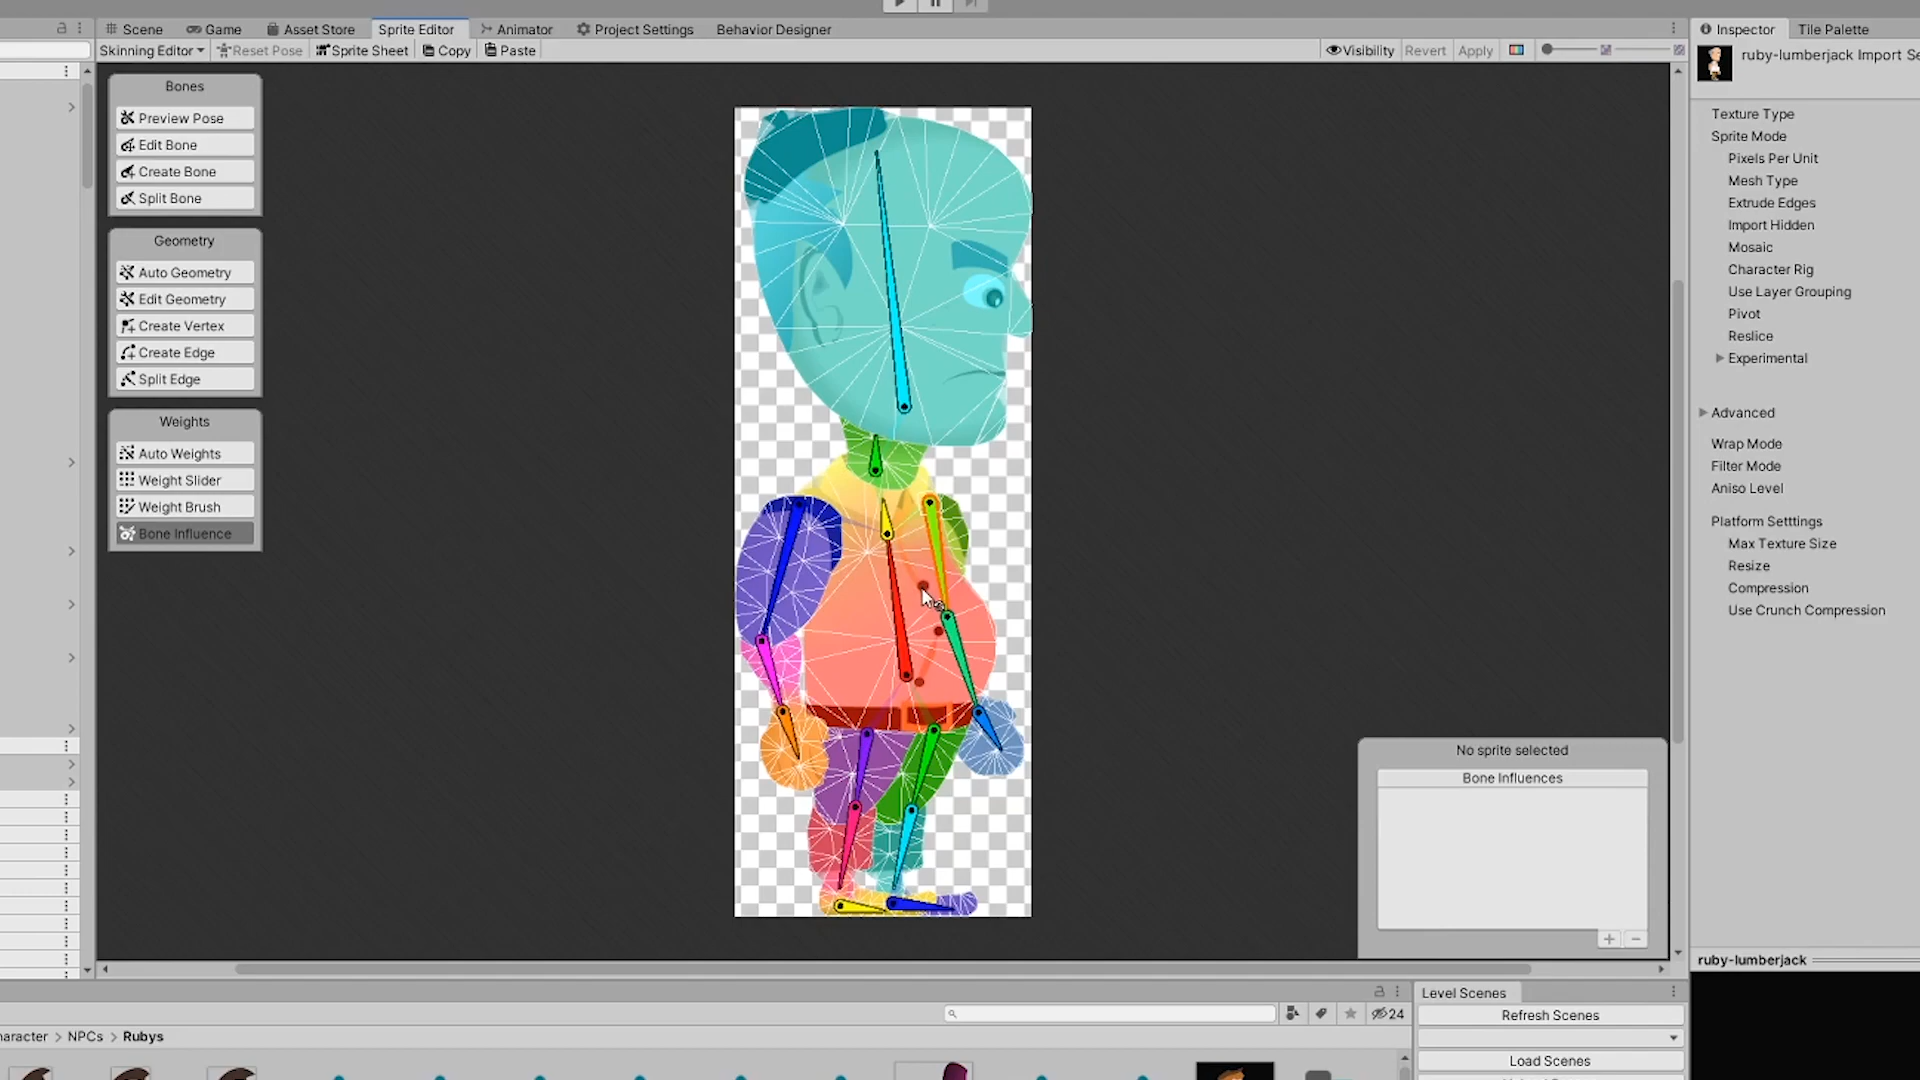 Scene
Game
Asset Store
Sprite Editor
Animator
Project Settings
Behavior Designer
Inspector
Tile Palette
Skinning Editor
Reset Pose
Sprite Sheet
Copy
Paste
Visibility
Revert
Apply
ruby-lumberjack Import Se
Bones
Preview Pose
Edit Bone
Create Bone
Split Bone
Geometry
Auto Geometry
Edit Geometry
Create Vertex
Create Edge
Split Edge
Weights
Auto Weights
Weight Slider
Weight Brush
Bone Influence
Texture Type
Sprite Mode
Pixels Per Unit
Mesh Type
Extrude Edges
Import Hidden
Mosaic
Character Rig
Use Layer Grouping
Pivot
Reslice
Experimental
Advanced
Wrap Mode
Filter Mode
Aniso Level
Platform Setttings
Max Texture Size
Resize
Compression
Use Crunch Compression
No sprite selected
Bone Influences
ruby-lumberjack
24
Level Scenes
Refresh Scenes
Load Scenes
aracter > NPCs > Rubys